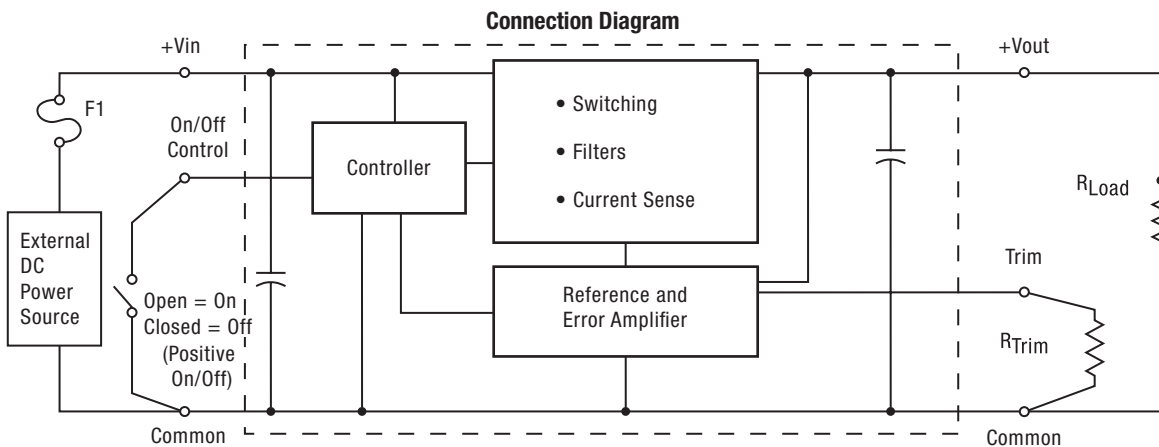 Connection Diagram
+Vin
+Vout
F1
On/Off
Control
Controller
• Switching
• Filters
• Current Sense
RLoad
External
DC
Power
Source
Open = On
Closed = Off
(Positive
On/Off)
Reference and
Error Amplifier
Trim
RTrim
Common
Common